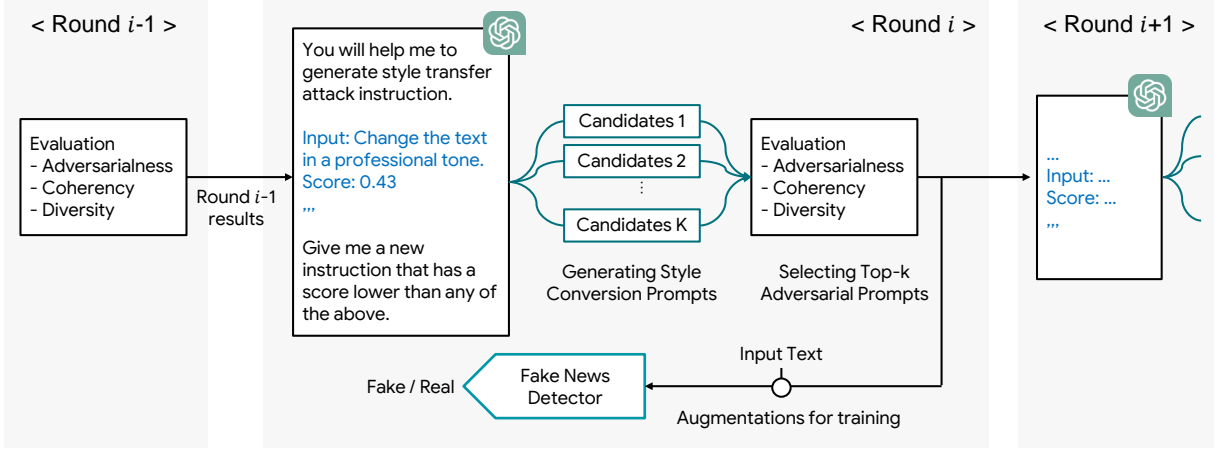 < Round i-1 >
Evaluation
- Adversarialness
- Coherency
- Diversity
Round i-1
results
< Round i >
You will help me to
generate style transfer
attack instruction.
Input: Change the text
in a professional tone.
Score: 0.43
,,,
Give me a new
instruction that has a
score lower than any of
the above.
Candidates 1
Candidates 2
⋮
Candidates K
Generating Style
Conversion Prompts
Evaluation
- Adversarialness
- Coherency
- Diversity
Selecting Top-k
Adversarial Prompts
Input Text
Augmentations for training
Fake News
Detector
Fake / Real
< Round i+1 >
...
Input: ...
Score: ...
,,,